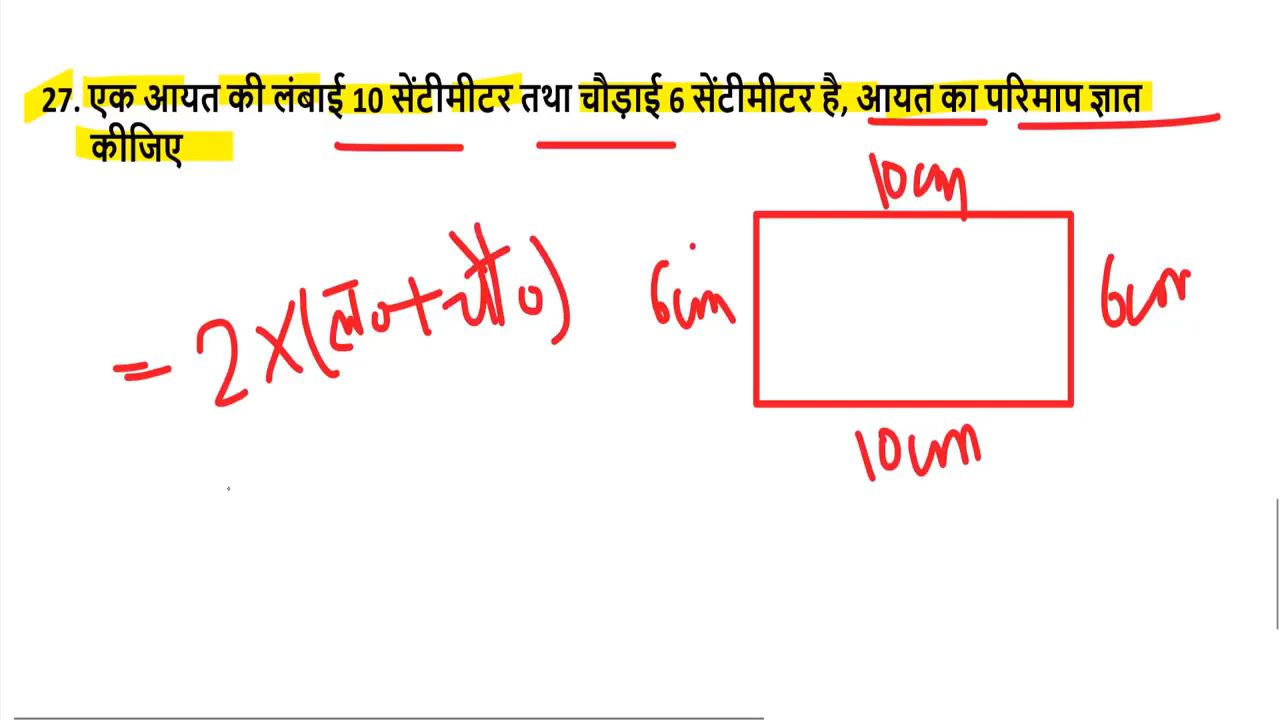 27. एक आयत की लंबाई 10 सेंटीमीटर तथा चौड़ाई 6 सेंटीमीटर है, आयत का परिमाप ज्ञात
कीजिए
10cm
= 2 × (ल० + चौ०)
6cm
6cm
10cm